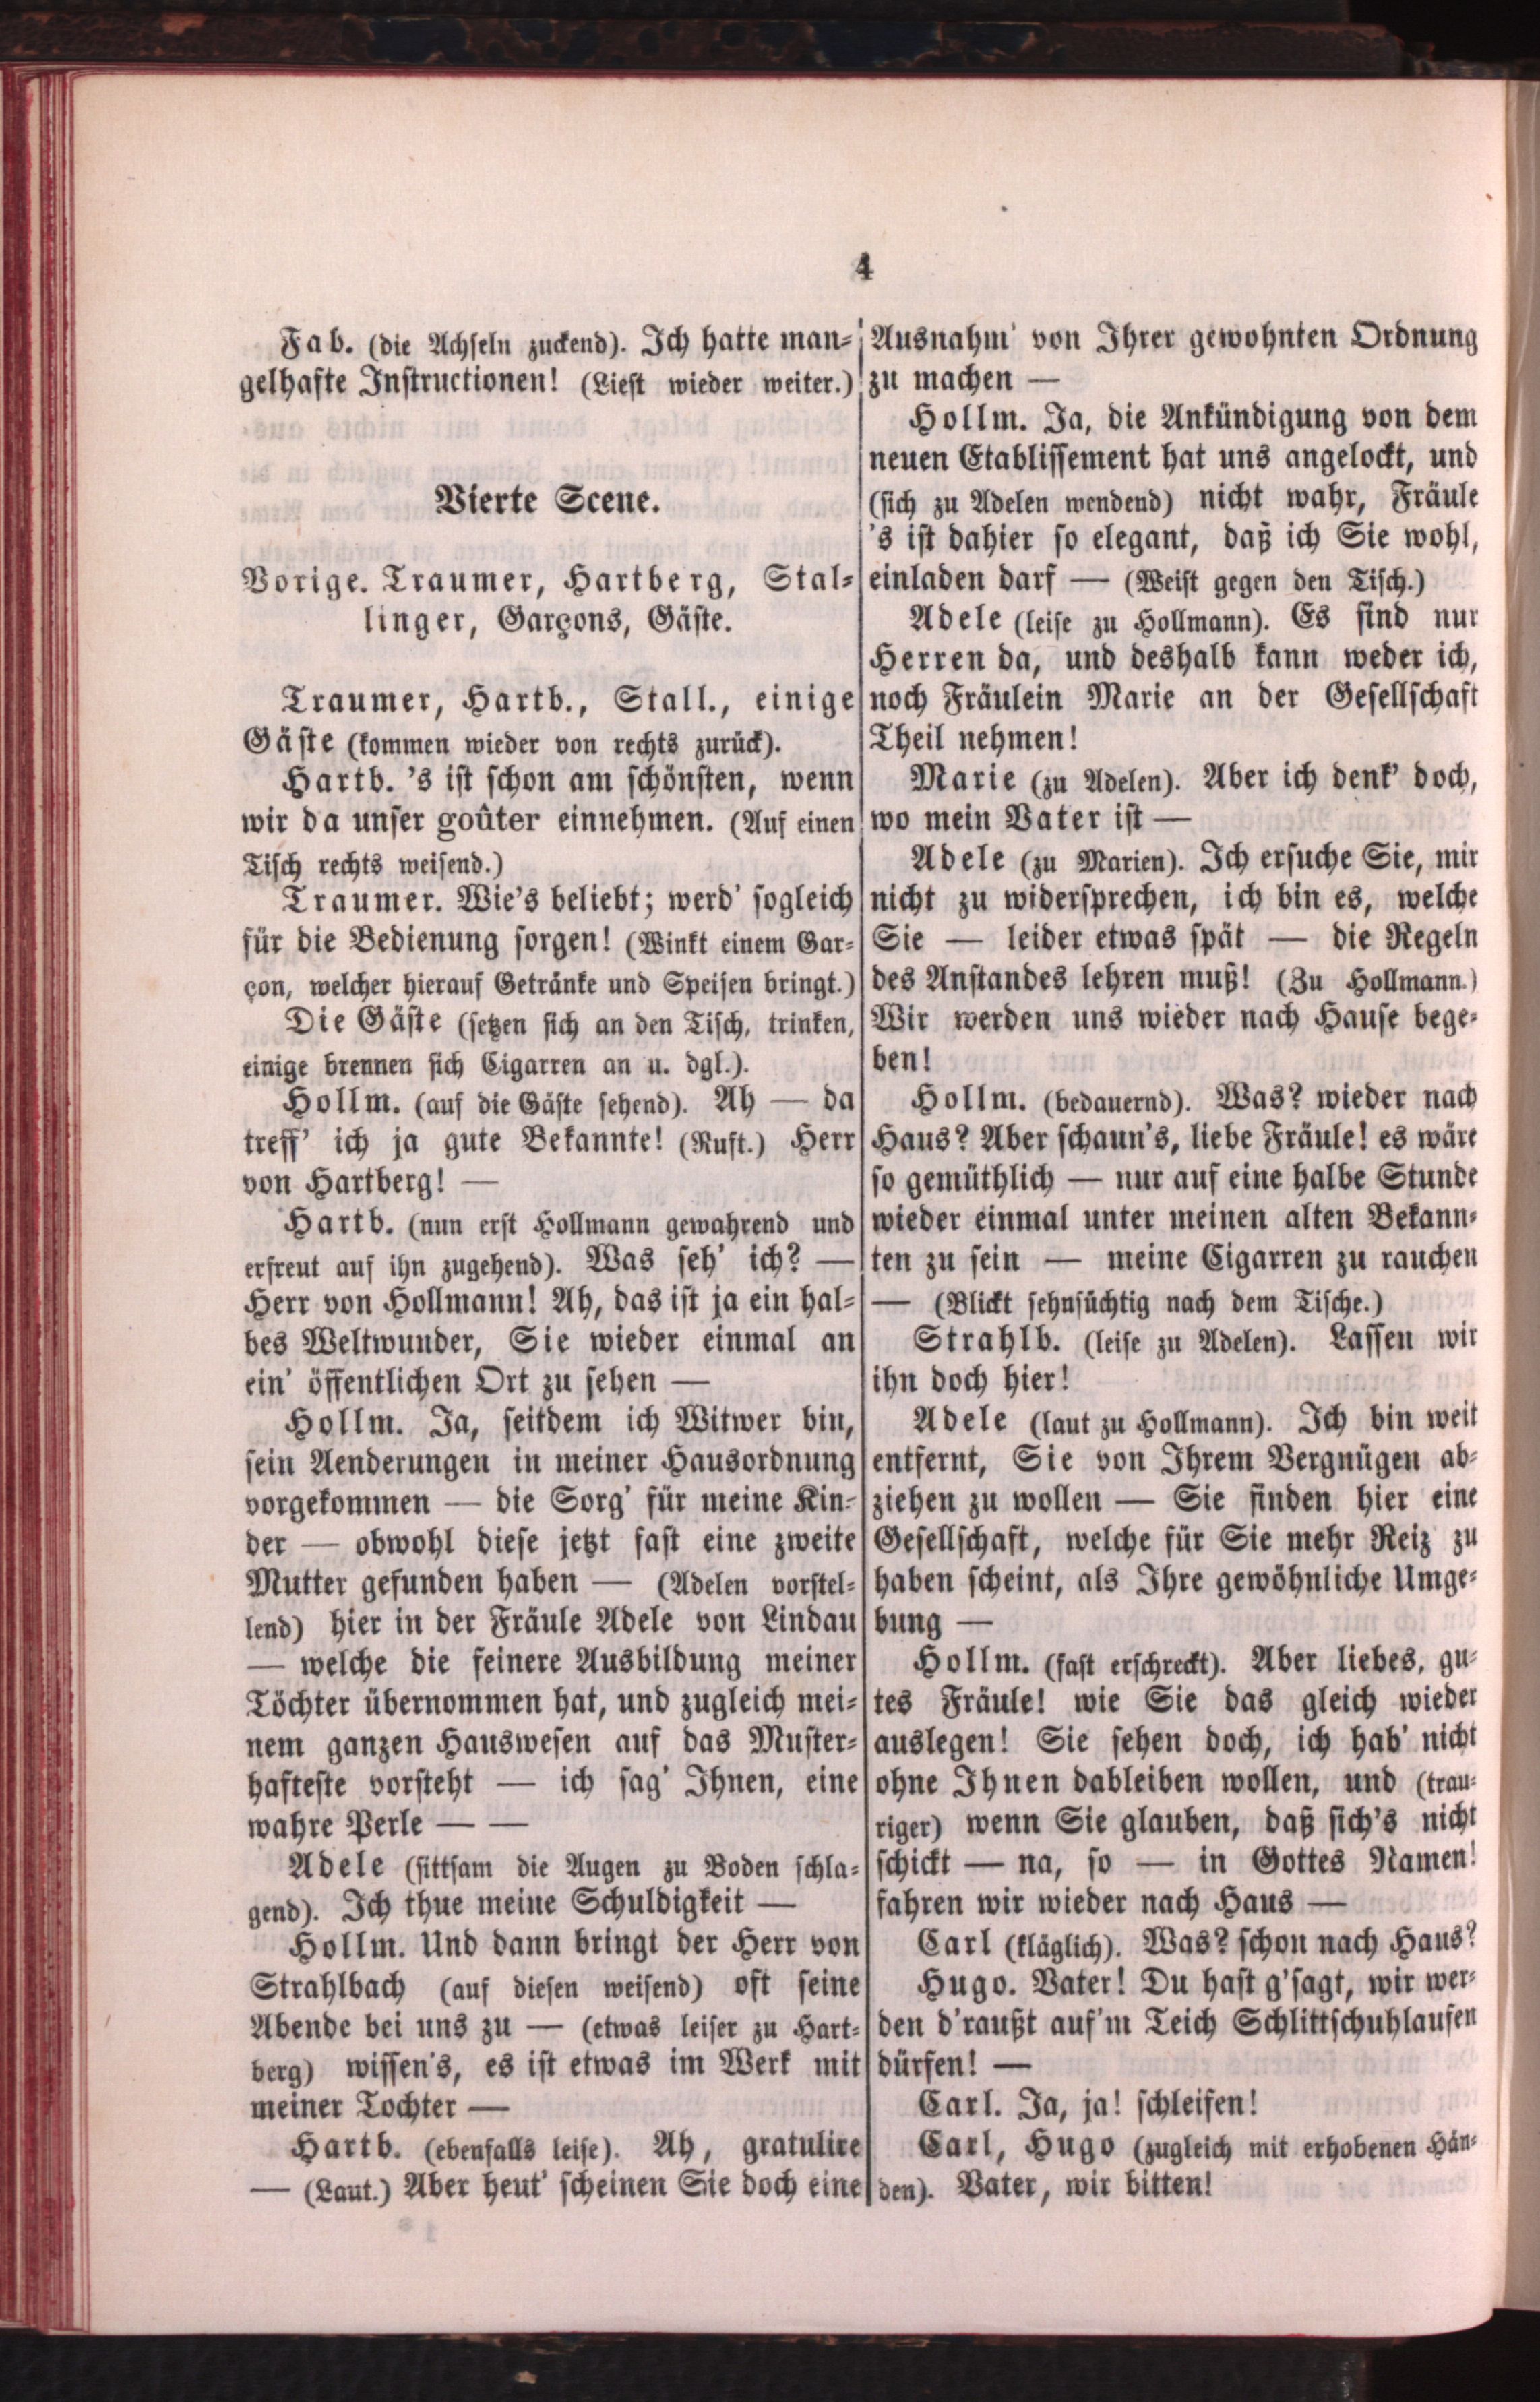 4
Fab. (die Achseln zuckend). Ich hatte man-
gelhafte Instructionen! (Liest wieder weiter.)
Vierte Scene.
Vorige. Traumer, Hartberg, Stal-
linger, Garçons, Gäste.
Traumer, Hartb., Stall., einige
Gäste (kommen wieder von rechts zurück).
Hartb. 's ist schon am schönsten, wenn
wir da unser goûter einnehmen. (Auf einen
Tisch rechts weisend.)
Traumer. Wie's beliebt; werd' sogleich
für die Bedienung sorgen! (Winkt einem Gar-
çon, welcher hierauf Getränke und Speisen bringt.)
Die Gäste (setzen sich an den Tisch, trinken,
einige brennen sich Cigarren an u. dgl.).
Hollm. (auf die Gäste sehend). Ah — da
treff' ich ja gute Bekannte! (Ruft.) Herr
von Hartberg! —
Hartb. (nun erst Hollmann gewahrend und
erfreut auf ihn zugehend). Was seh' ich? —
Herr von Hollmann! Ah, das ist ja ein hal-
bes Weltwunder, Sie wieder einmal an
ein' öffentlichen Ort zu sehen —
Hollm. Ja, seitdem ich Witwer bin,
sein Aenderungen in meiner Hausordnung
vorgekommen — die Sorg' für meine Kin-
der — obwohl diese jetzt fast eine zweite
Mutter gefunden haben — (Adelen vorstel-
lend) hier in der Fräule Adele von Lindau
— welche die feinere Ausbildung meiner
Töchter übernommen hat, und zugleich mei-
nem ganzen Hauswesen auf das Muster-
hafteste vorsteht — ich sag' Ihnen, eine
wahre Perle — —
Adele (sittsam die Augen zu Boden schla-
gend). Ich thue meine Schuldigkeit —
Hollm. Und dann bringt der Herr von
Strahlbach (auf diesen weisend) oft seine
Abende bei uns zu — (etwas leiser zu Hart-
berg) wissen's, es ist etwas im Werk mit
meiner Tochter —
Hartb. (ebenfalls leise). Ah, gratulire
— (Laut.) Aber heut' scheinen Sie doch eine
Ausnahm' von Ihrer gewohnten Ordnung
zu machen —
Hollm. Ja, die Ankündigung von dem
neuen Etablissement hat uns angelockt, und
(sich zu Adelen wendend) nicht wahr, Fräule
's ist dahier so elegant, daß ich Sie wohl,
einladen darf — (Weist gegen den Tisch.)
Adele (leise zu Hollmann). Es sind nur
Herren da, und deshalb kann weder ich,
noch Fräulein Marie an der Gesellschaft
Theil nehmen!
Marie (zu Adelen). Aber ich denk' doch,
wo mein Vater ist —
Adele (zu Marien). Ich ersuche Sie, mir
nicht zu widersprechen, ich bin es, welche
Sie — leider etwas spät — die Regeln
des Anstandes lehren muß! (Zu Hollmann.)
Wir werden uns wieder nach Hause bege-
ben!
Hollm. (bedauernd). Was? wieder nach
Haus? Aber schaun's, liebe Fräule! es wäre
so gemüthlich — nur auf eine halbe Stunde
wieder einmal unter meinen alten Bekann-
ten zu sein — meine Cigarren zu rauchen
— (Blickt sehnsüchtig nach dem Tische.)
Strahlb. (leise zu Adelen). Lassen wir
ihn doch hier!
Adele (laut zu Hollmann). Ich bin weit
entfernt, Sie von Ihrem Vergnügen ab-
ziehen zu wollen — Sie finden hier eine
Gesellschaft, welche für Sie mehr Reiz zu
haben scheint, als Ihre gewöhnliche Umge-
bung —
Hollm. (fast erschreckt). Aber liebes, gu-
tes Fräule! wie Sie das gleich wieder
auslegen! Sie sehen doch, ich hab' nicht
ohne Ihnen dableiben wollen, und (trau-
riger) wenn Sie glauben, daß sich's nicht
schickt — na, so — in Gottes Namen!
fahren wir wieder nach Haus —
Carl (kläglich). Was? schon nach Haus?
Hugo. Vater! Du hast g'sagt, wir wer-
den d'raußt auf'm Teich Schlittschuhlaufen
dürfen! —
Carl. Ja, ja! schleifen!
Carl, Hugo (zugleich mit erhobenen Hän-
den). Vater, wir bitten!